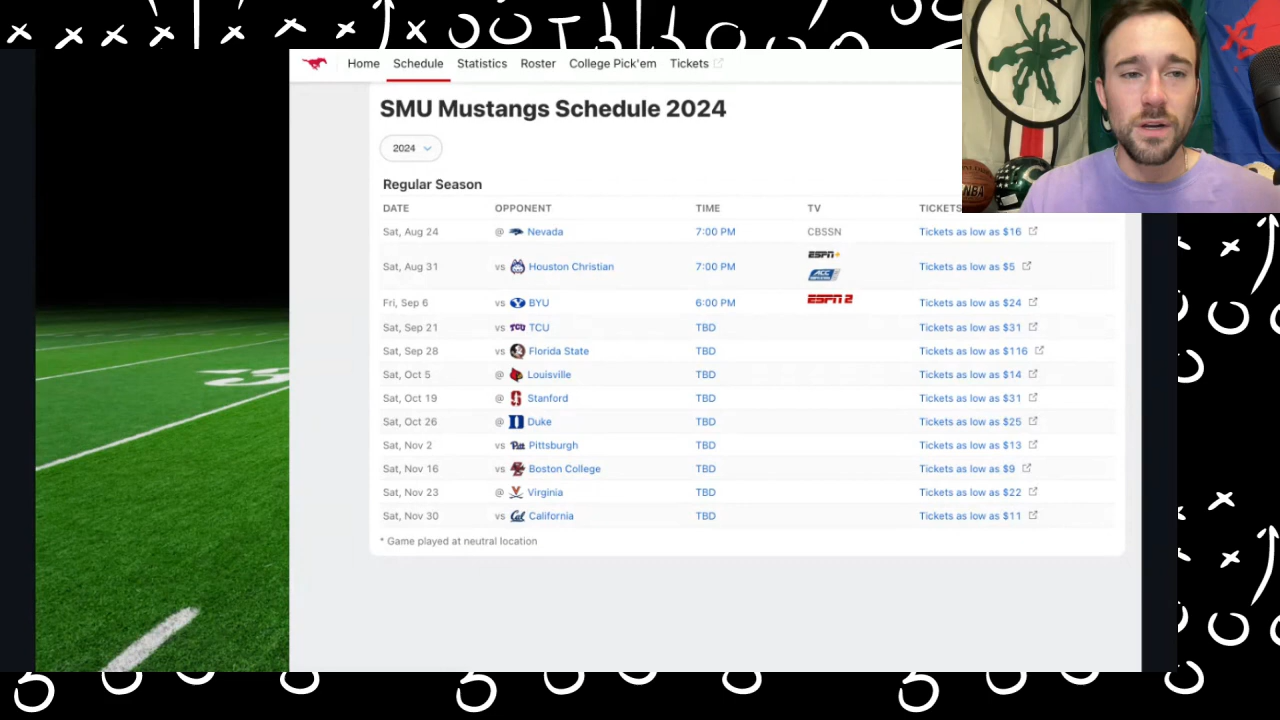 Home Schedule Statistics Roster College Pick'em Tickets
SMU Mustangs Schedule 2024
2024
Regular Season
DATE OPPONENT TIME TV TICKETS
Sat, Aug 24 @ Nevada 7:00 PM CBSSN Tickets as low as $16
Sat, Aug 31 vs Houston Christian 7:00 PM ESPN+ ACC Tickets as low as $5
Fri, Sep 6 vs BYU 6:00 PM ESPN 2 Tickets as low as $24
Sat, Sep 21 vs TCU TCU TBD Tickets as low as $31
Sat, Sep 28 vs Florida State TBD Tickets as low as $116
Sat, Oct 5 @ Louisville TBD Tickets as low as $14
Sat, Oct 19 @ Stanford TBD Tickets as low as $31
Sat, Oct 26 @ Duke TBD Tickets as low as $25
Sat, Nov 2 vs Pitt Pittsburgh TBD Tickets as low as $13
Sat, Nov 16 vs Boston College TBD Tickets as low as $9
Sat, Nov 23 @ Virginia TBD Tickets as low as $22
Sat, Nov 30 vs Cal California TBD Tickets as low as $11
* Game played at neutral location